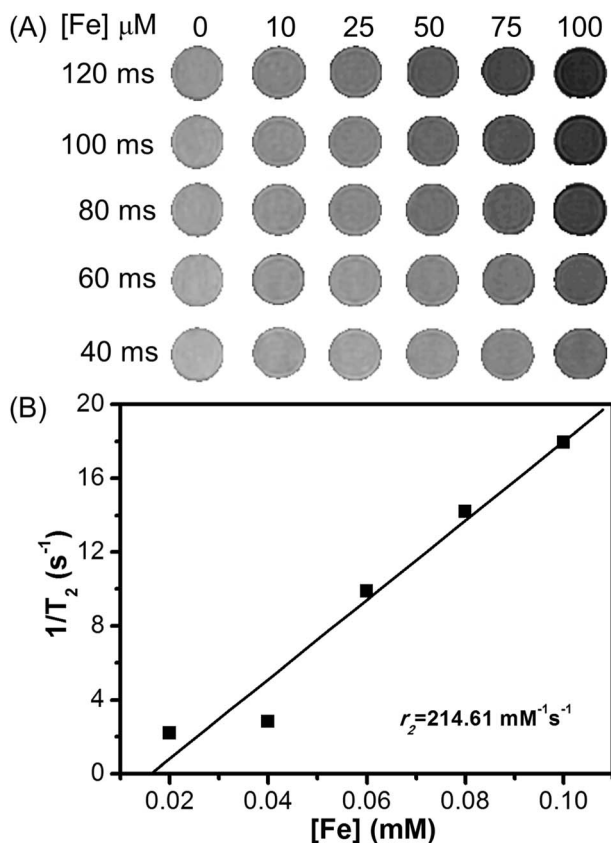 (A) [Fe] μM 0 10 25 50 75 100
120 ms
100 ms
80 ms
60 ms
40 ms
(B)
20
16
12
8
4
0
1/T₂ (s⁻¹)
r₂=214.61 mM⁻¹s⁻¹
0.02 0.04 0.06 0.08 0.10
[Fe] (mM)